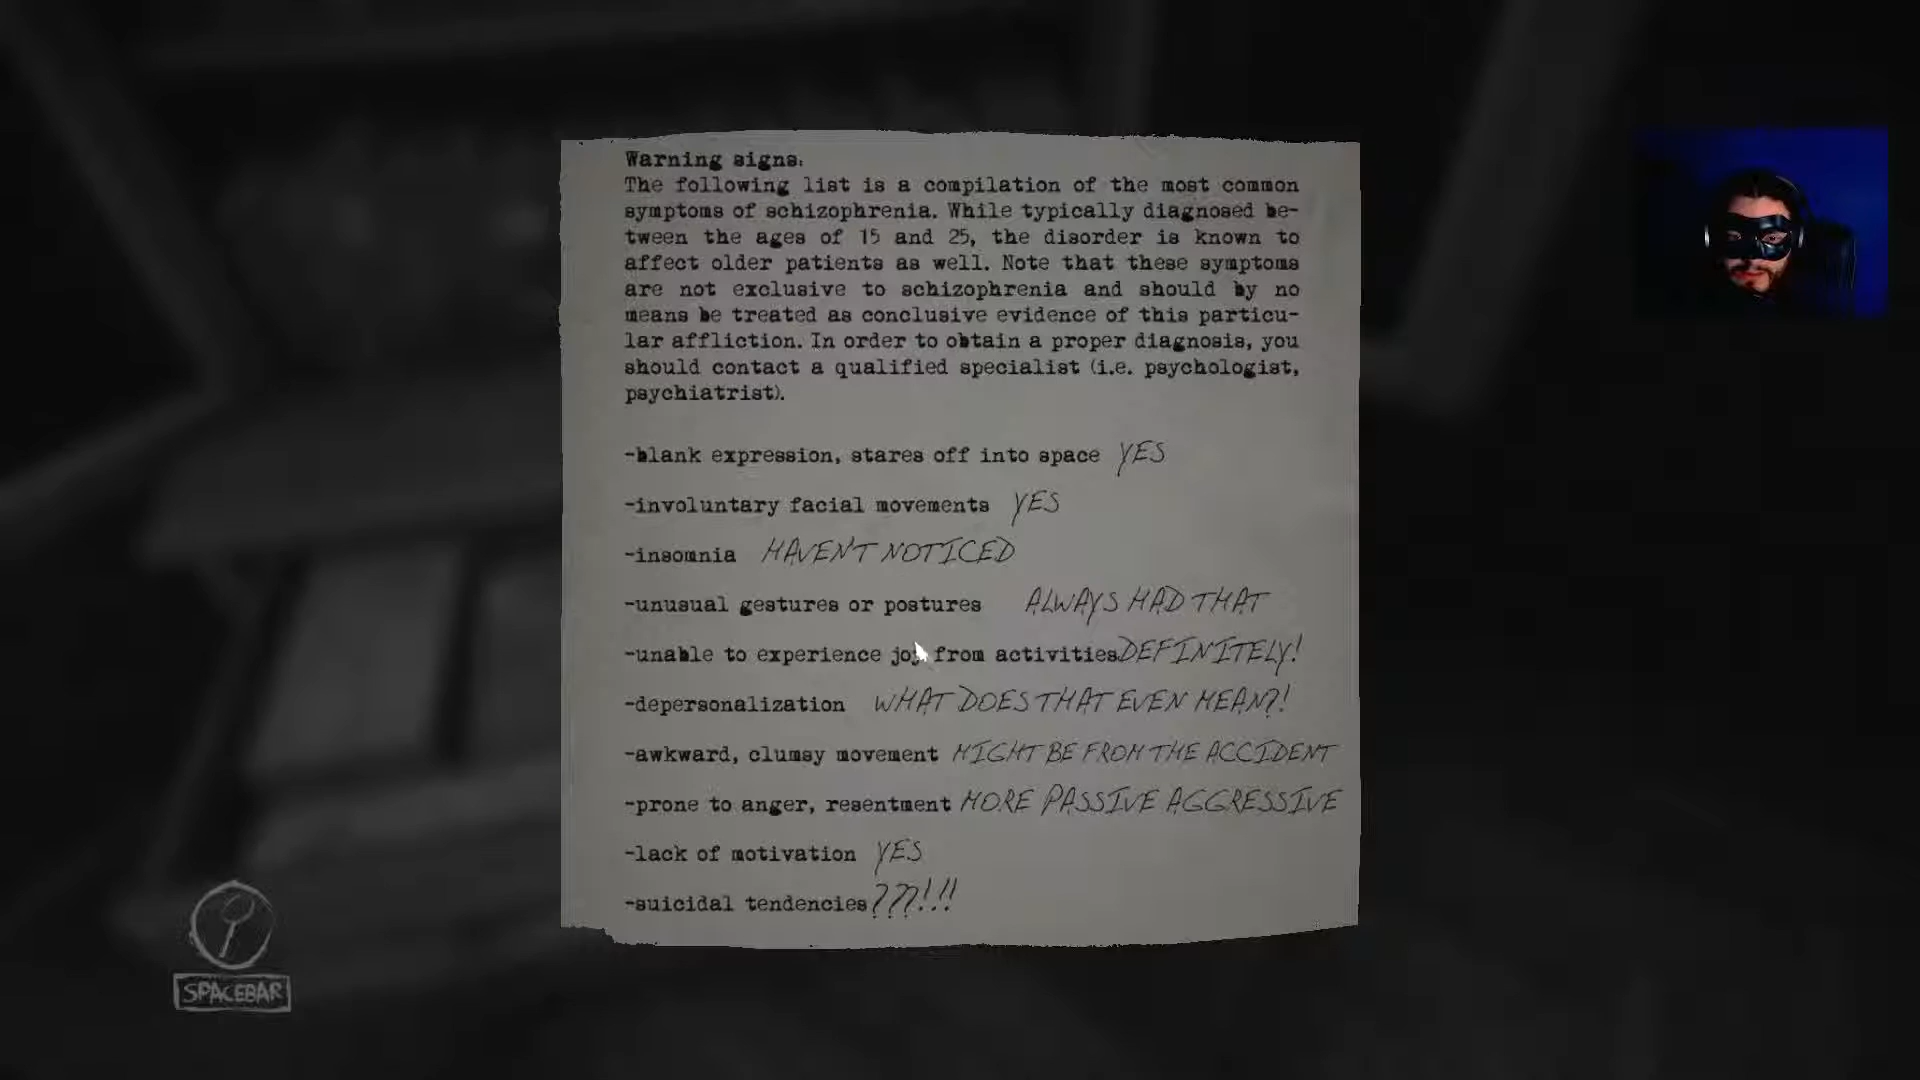 Warning signs:
The following list is a compilation of the most common
symptoms of schizophrenia. While typically diagnosed be-
tween the ages of 15 and 25, the disorder is known to
affect older patients as well. Note that these symptoms
are not exclusive to schizophrenia and should by no
means be treated as conclusive evidence of this particu-
lar affliction. In order to obtain a proper diagnosis, you
should contact a qualified specialist (i.e. psychologist,
psychiatrist).
-blank expression, stares off into space YES
-involuntary facial movements YES
-insomnia HAVEN'T NOTICED
-unusual gestures or postures ALWAYS HAD THAT
-unable to experience joy from activities DEFINITELY!
-depersonalization WHAT DOES THAT EVEN MEAN?!
-awkward, clumsy movement MIGHT BE FROM THE ACCIDENT
-prone to anger, resentment MORE PASSIVE AGGRESSIVE
-lack of motivation YES
-suicidal tendencies ???!!!
SPACEBAR